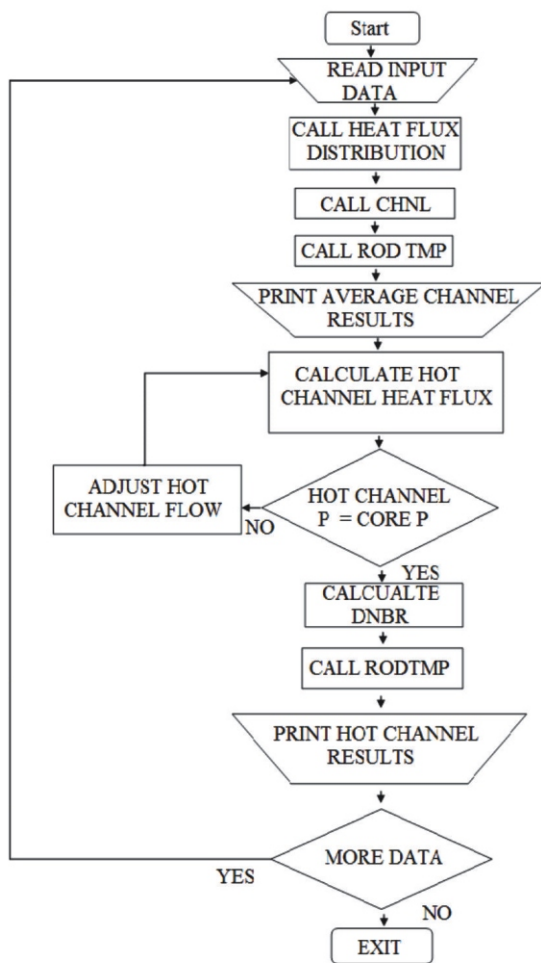 Start
READ INPUT
DATA
CALL HEAT FLUX
DISTRIBUTION
CALL CHNL
CALL ROD TMP
PRINT AVERAGE CHANNEL
RESULTS
CALCULATE HOT
CHANNEL HEAT FLUX
ADJUST HOT
CHANNEL FLOW
NO
HOT CHANNEL
P = CORE P
YES
CALCUALTE
DNBR
CALL RODTMP
PRINT HOT CHANNEL
RESULTS
MORE DATA
YES
NO
EXIT